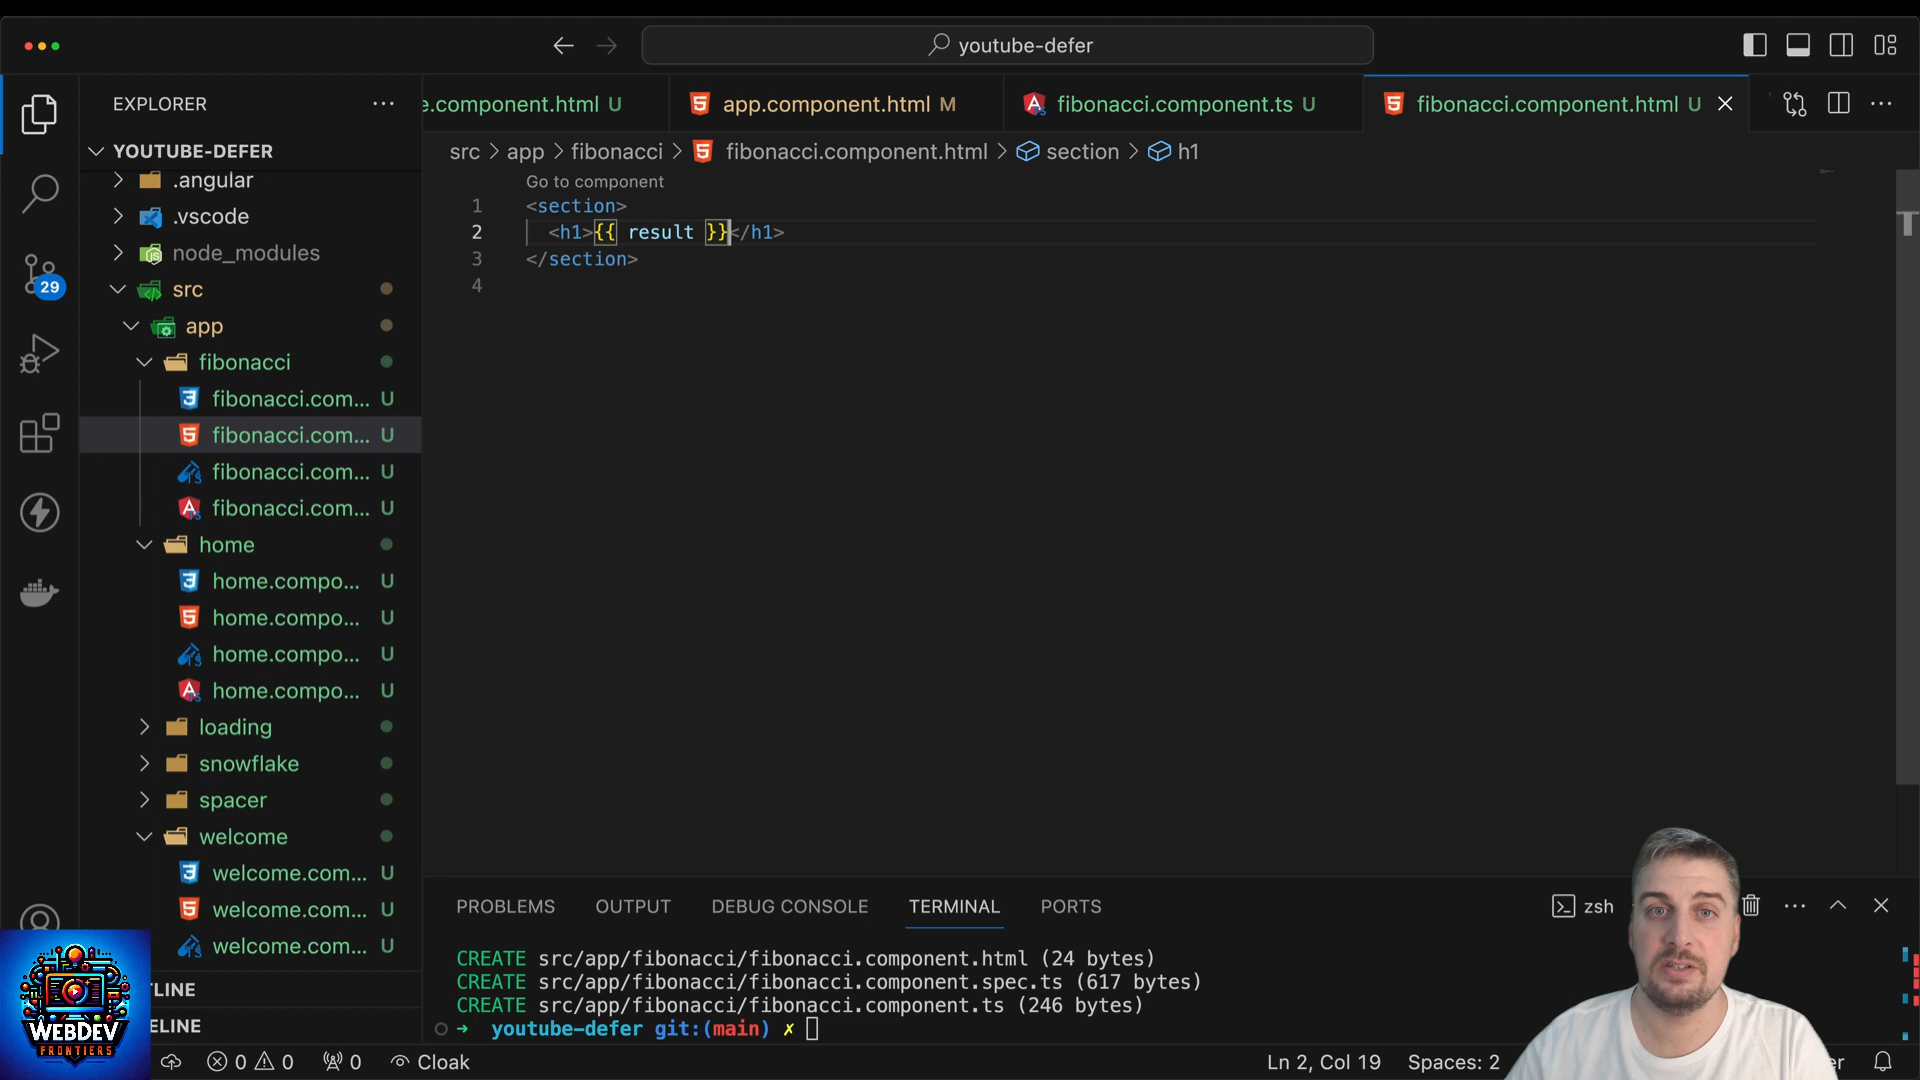 youtube-defer
EXPLORER
e.component.html U
app.component.html M
fibonacci.component.ts U
fibonacci.component.html U
YOUTUBE-DEFER
src > app > fibonacci > fibonacci.component.html > section > h1
.angular
.vscode
node_modules
src
app
fibonacci
fibonacci.com... U
fibonacci.com... U
fibonacci.com... U
fibonacci.com... U
home
home.compo... U
home.compo... U
home.compo... U
home.compo... U
loading
snowflake
spacer
welcome
welcome.com... U
welcome.com... U
welcome.com... U
TLINE
ELINE
29
Go to component
1 <section>
2 <h1>{{ result }}</h1>
3 </section>
4
PROBLEMS OUTPUT DEBUG CONSOLE TERMINAL PORTS
zsh
CREATE src/app/fibonacci/fibonacci.component.html (24 bytes)
CREATE src/app/fibonacci/fibonacci.component.spec.ts (617 bytes)
CREATE src/app/fibonacci/fibonacci.component.ts (246 bytes)
→ youtube-defer git:(main) ✗
WEBDEV
FRONTIERS
0 0 0 Cloak
Ln 2, Col 19 Spaces: 2
er